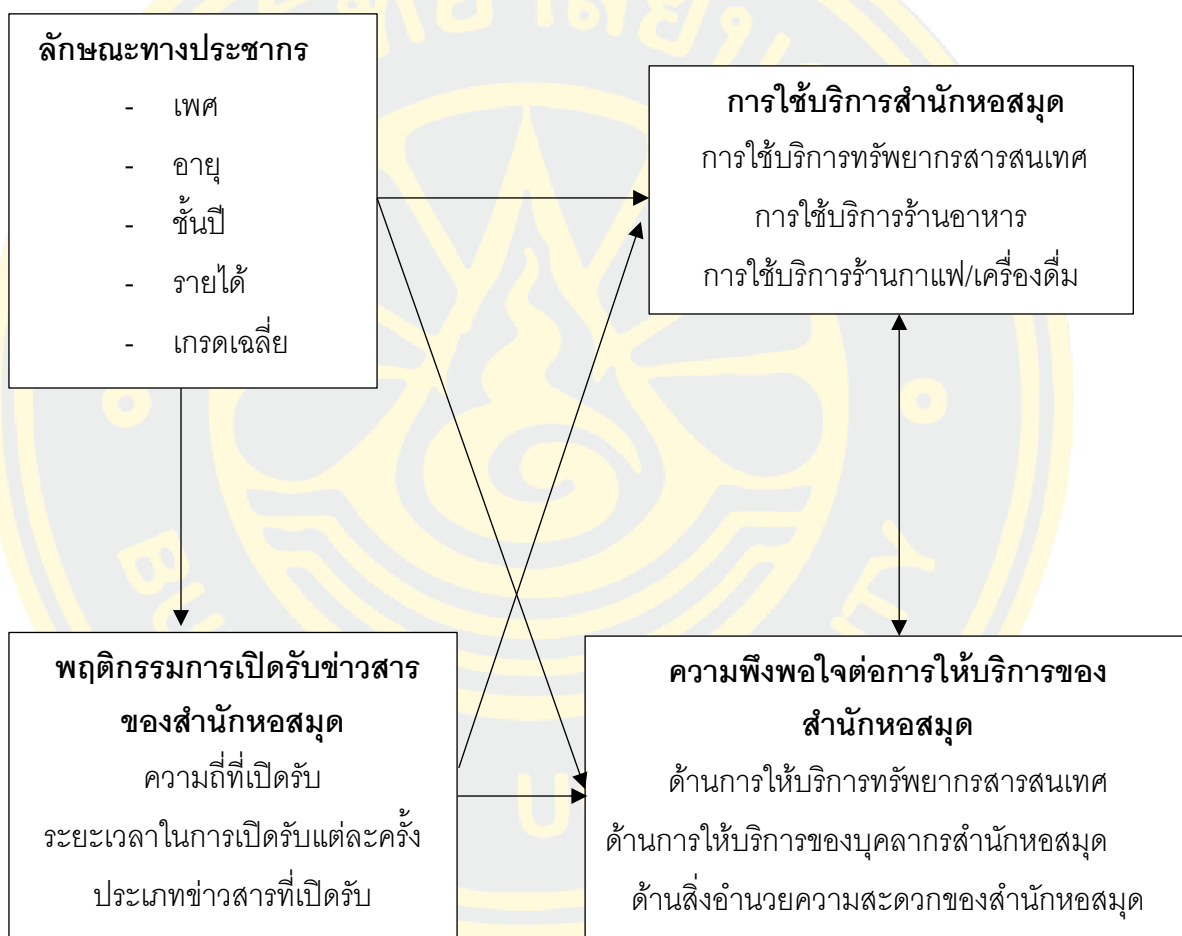 ลักษณะทางประชากร
- เพศ
- อายุ
- ชั้นปี
- รายได้
- เกรดเฉลี่ย
การใช้บริการสำนักหอสมุด
การใช้บริการทรัพยากรสารสนเทศ
การใช้บริการร้านอาหาร
การใช้บริการร้านกาแฟ/เครื่องดื่ม
พฤติกรรมการเปิดรับข่าวสาร
ของสำนักหอสมุด
ความถี่ที่เปิดรับ
ระยะเวลาในการเปิดรับแต่ละครั้ง
ประเภทข่าวสารที่เปิดรับ
ความพึงพอใจต่อการให้บริการของ
สำนักหอสมุด
ด้านการให้บริการทรัพยากรสารสนเทศ
ด้านการให้บริการของบุคลากรสำนักหอสมุด
ด้านสิ่งอำนวยความสะดวกของสำนักหอสมุด